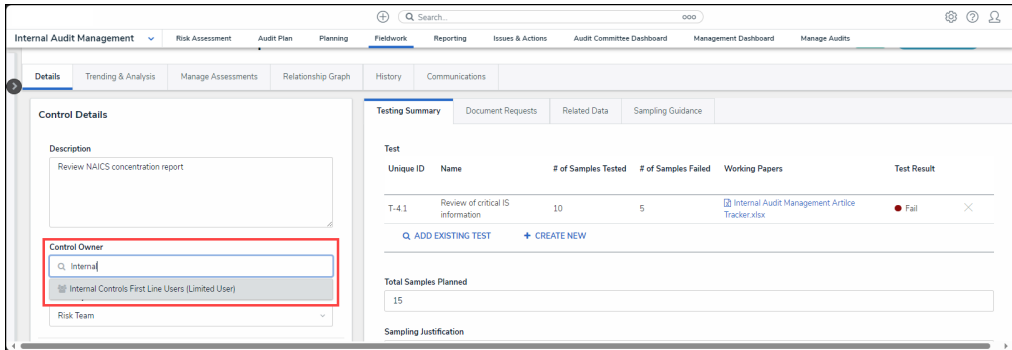 Search...
Internal Audit Management
Risk Assessment
Audit Plan
Planning
Fieldwork
Reporting
Issues & Actions
Audit Committee Dashboard
Management Dashboard
Manage Audits
Details
Trending & Analysis
Manage Assessments
Relationship Graph
History
Communications
Control Details
Description
Review NAICS concentration report
Control Owner
Internal
Internal Controls First Line Users (Limited User)
Risk Team
Testing Summary
Document Requests
Related Data
Sampling Guidance
Test
Unique ID Name # of Samples Tested # of Samples Failed Working Papers Test Result
T-4.1 Review of critical IS information 10 5 Internal Audit Management Artilce Tracker.xlsx Fail
ADD EXISTING TEST + CREATE NEW
Total Samples Planned
15
Sampling Justification